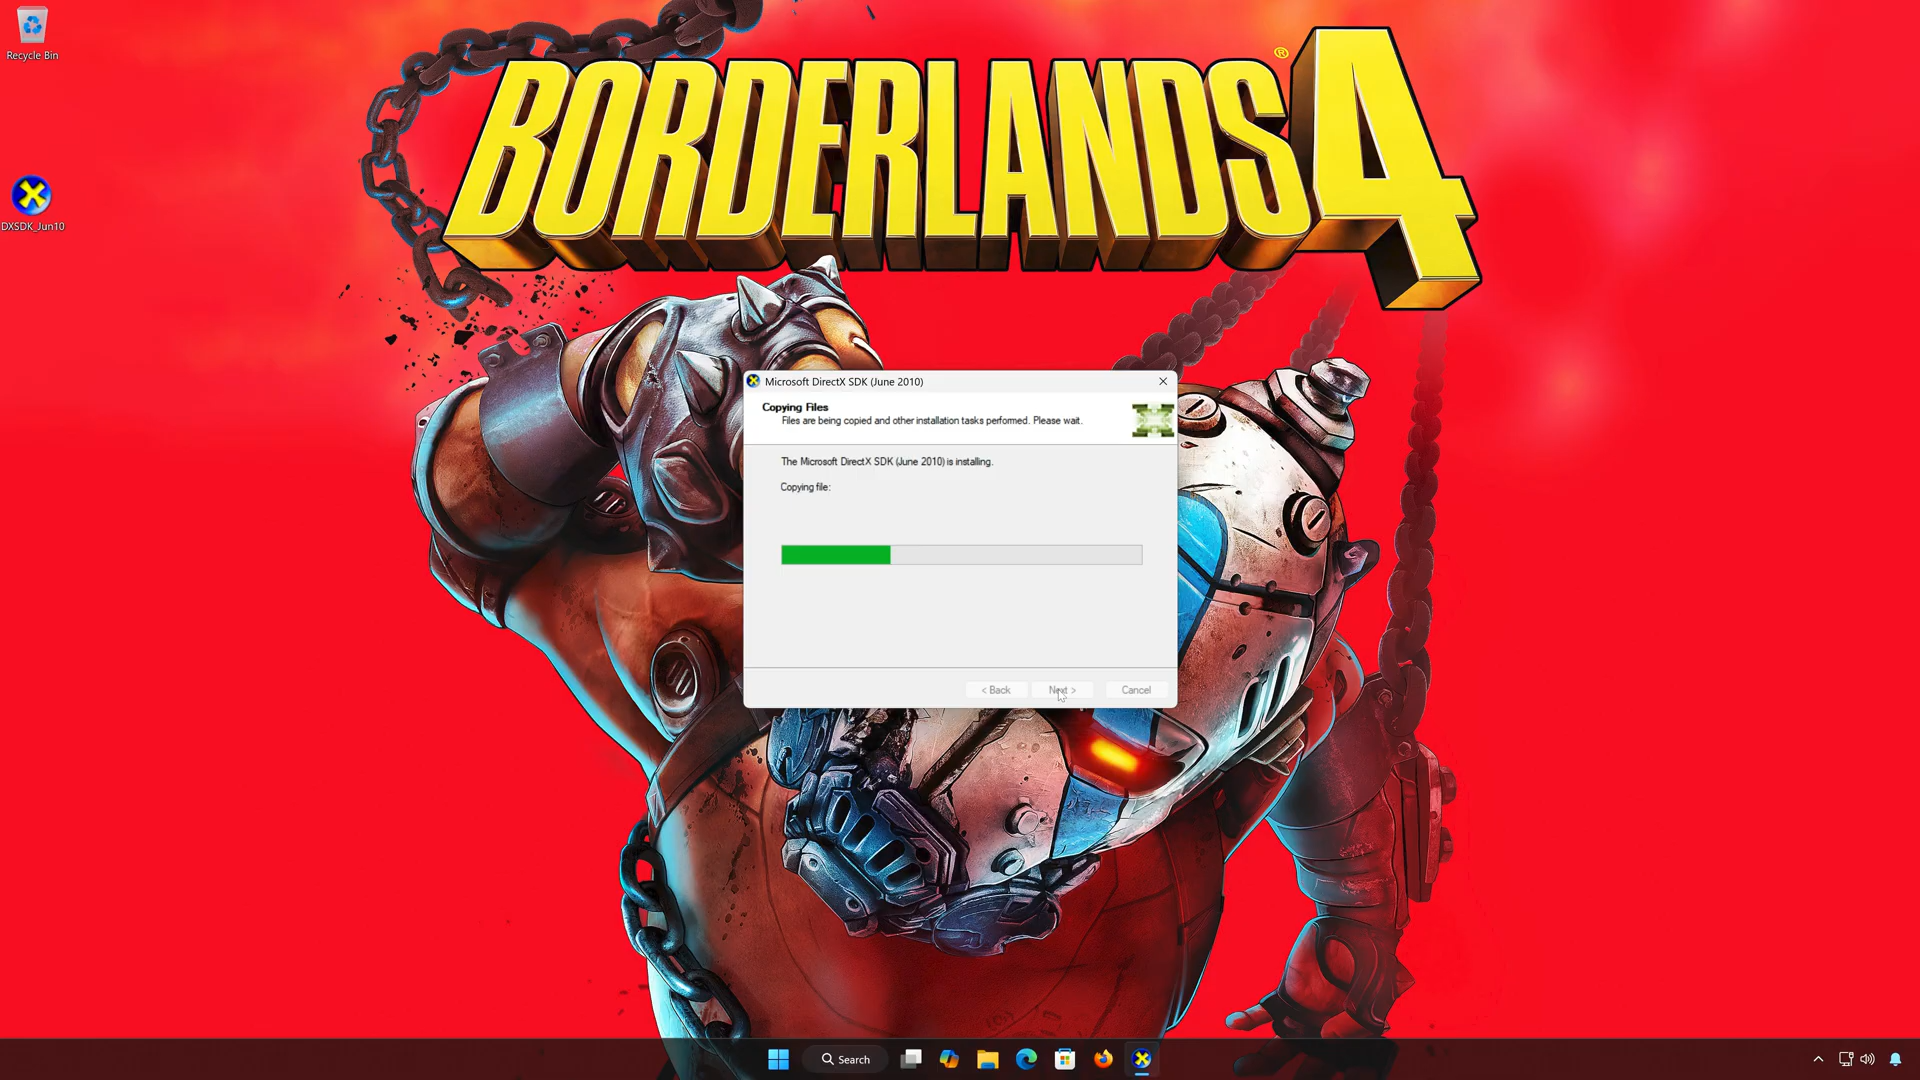 Recycle Bin
DXSDK_Jun10
BORDERLANDS 4
®
Microsoft DirectX SDK (June 2010)
Copying Files
Files are being copied and other installation tasks performed. Please wait.
The Microsoft DirectX SDK (June 2010) is installing.
Copying file:
< Back
Next >
Cancel
Search